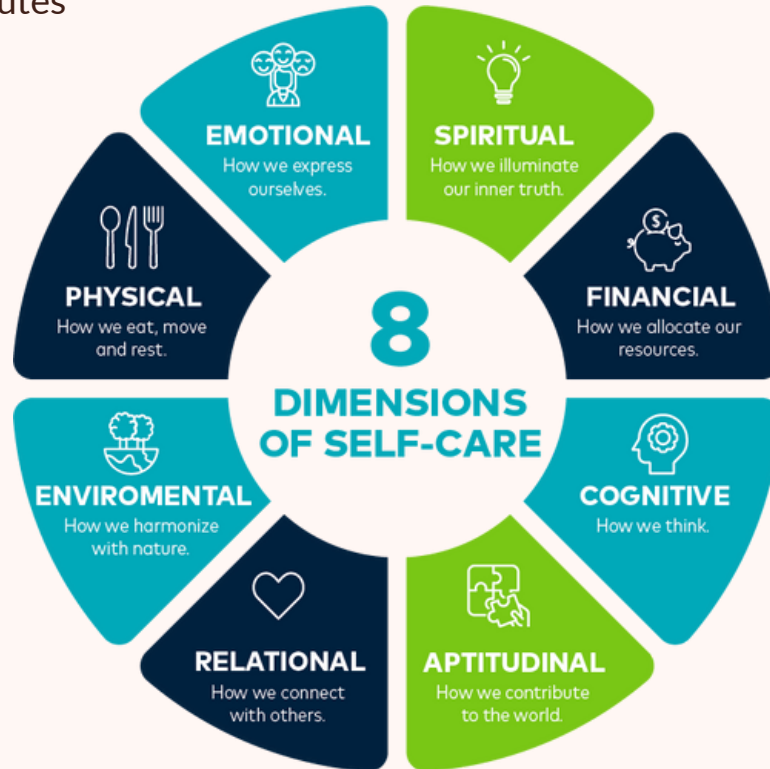 utes
EMOTIONAL
How we express
ourselves.
SPIRITUAL
How we illuminate
our inner truth.
FINANCIAL
How we allocate our
resources.
COGNITIVE
How we think.
APTITUDINAL
How we contribute
to the world.
RELATIONAL
How we connect
with others.
ENVIROMENTAL
How we harmonize
with nature.
PHYSICAL
How we eat, move
and rest.
8
DIMENSIONS
OF SELF-CARE
$